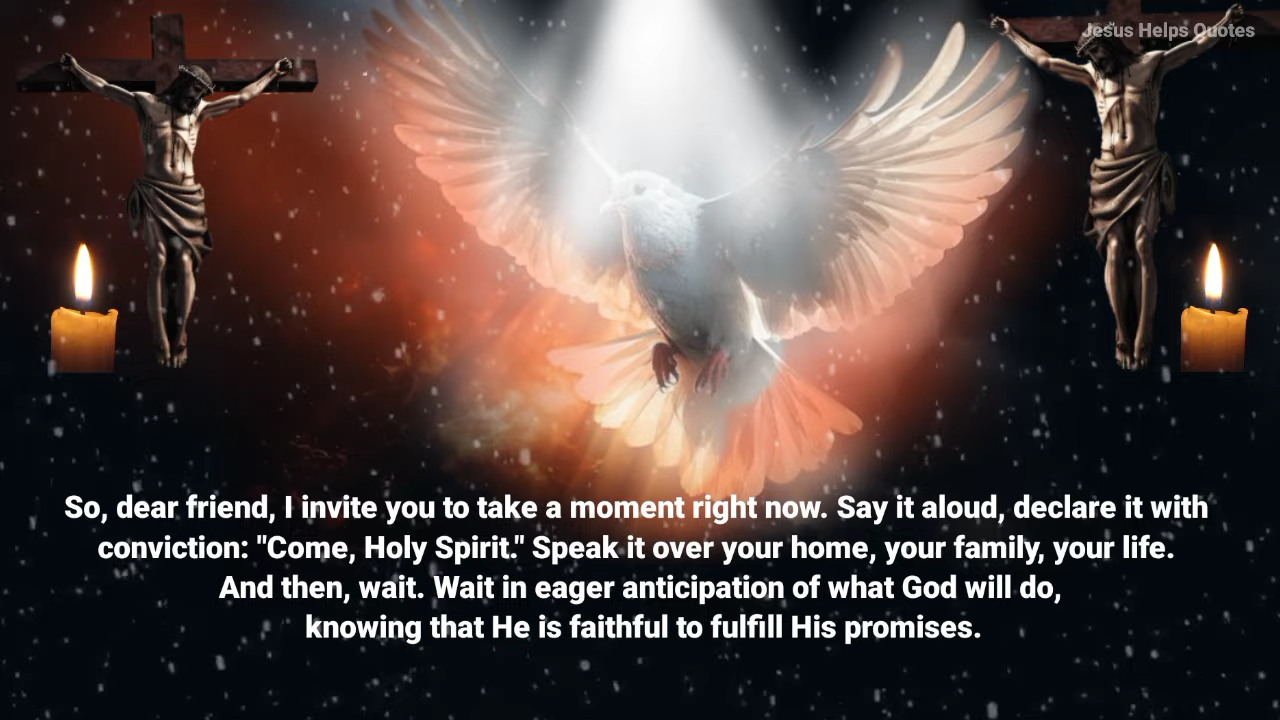 Jesus Helps Quotes
So, dear friend, I invite you to take a moment right now. Say it aloud, declare it with
conviction: "Come, Holy Spirit." Speak it over your home, your family, your life.
And then, wait. Wait in eager anticipation of what God will do,
knowing that He is faithful to fulfill His promises.